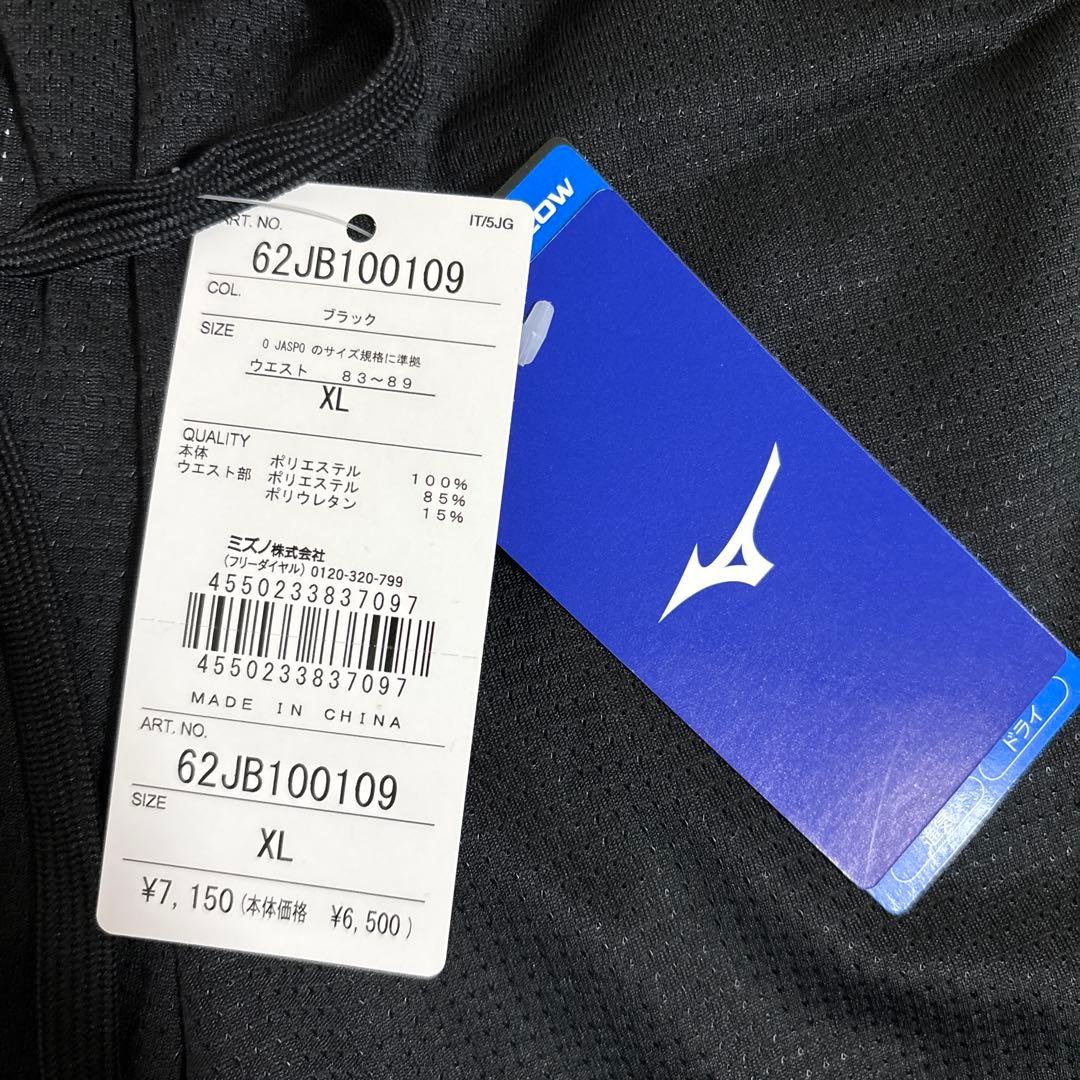 ART. NO.
IT/5JG
62JB100109
COL.
ブラック
SIZE
O JASPO のサイズ規格に準拠
ウエスト 83～89
XL
QUALITY
本体 ポリエステル 100%
ウエスト部 ポリエステル 85%
ポリウレタン 15%
ミズノ株式会社
(フリーダイヤル) 0120-320-799
4550233837097
4550233837097
MADE IN CHINA
ART. NO.
62JB100109
SIZE
XL
¥7,150(本体価格 ¥6,500)
ドライ